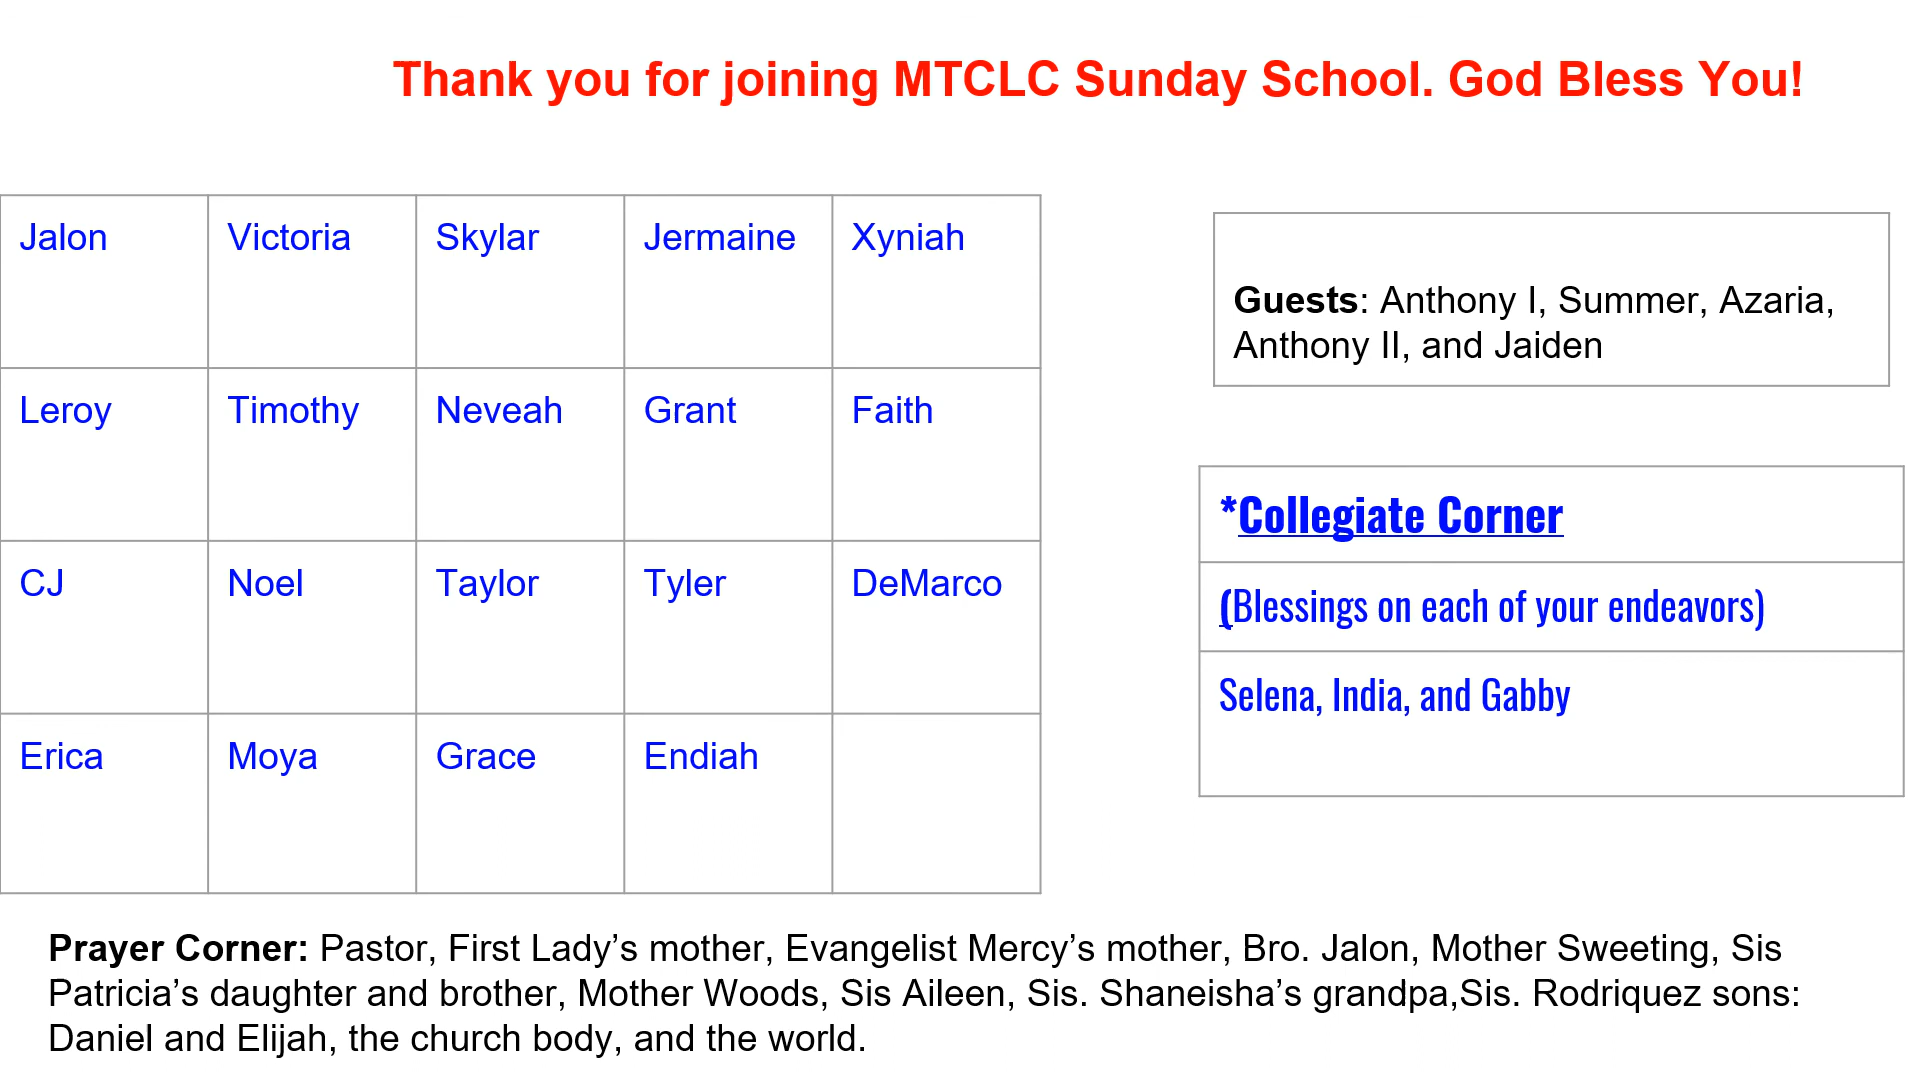 Thank you for joining MTCLC Sunday School. God Bless You!
Jalon Victoria Skylar Jermaine Xyniah
Leroy Timothy Neveah Grant Faith
CJ Noel Taylor Tyler DeMarco
Erica Moya Grace Endiah
Guests: Anthony I, Summer, Azaria,
Anthony II, and Jaiden
*Collegiate Corner
(Blessings on each of your endeavors)
Selena, India, and Gabby
Prayer Corner: Pastor, First Lady’s mother, Evangelist Mercy’s mother, Bro. Jalon, Mother Sweeting, Sis
Patricia’s daughter and brother, Mother Woods, Sis Aileen, Sis. Shaneisha’s grandpa,Sis. Rodriquez sons:
Daniel and Elijah, the church body, and the world.